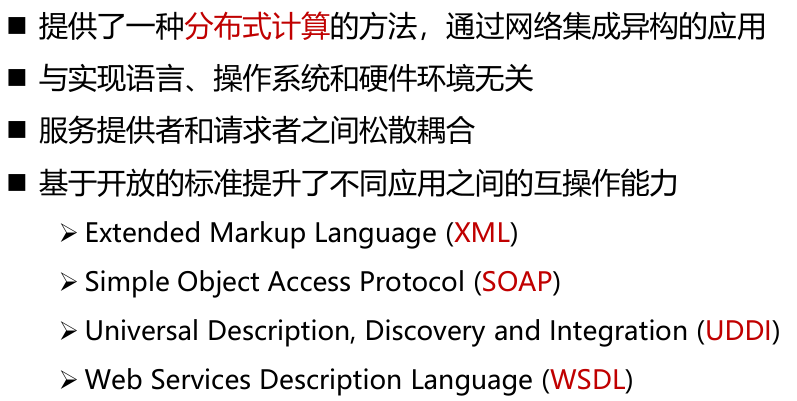 ■ 提供了一种分布式计算的方法，通过网络集成异构的应用
■ 与实现语言、操作系统和硬件环境无关
■ 服务提供者和请求者之间松散耦合
■ 基于开放的标准提升了不同应用之间的互操作能力
➢ Extended Markup Language (XML)
➢ Simple Object Access Protocol (SOAP)
➢ Universal Description, Discovery and Integration (UDDI)
➢ Web Services Description Language (WSDL)